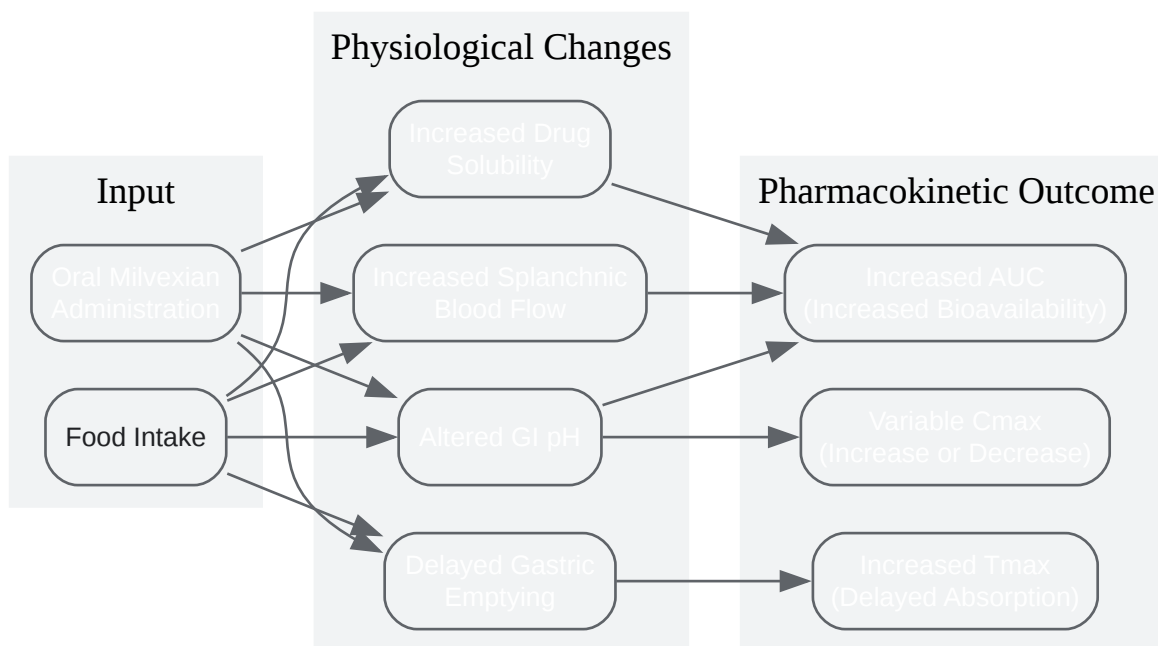 Input
Oral Milvexian
Administration
Food Intake
Physiological Changes
Increased Drug
Solubility
Increased Splanchnic
Blood Flow
Altered GI pH
Delayed Gastric
Emptying
Pharmacokinetic Outcome
Increased AUC
(Increased Bioavailability)
Variable Cmax
(Increase or Decrease)
Increased Tmax
(Delayed Absorption)